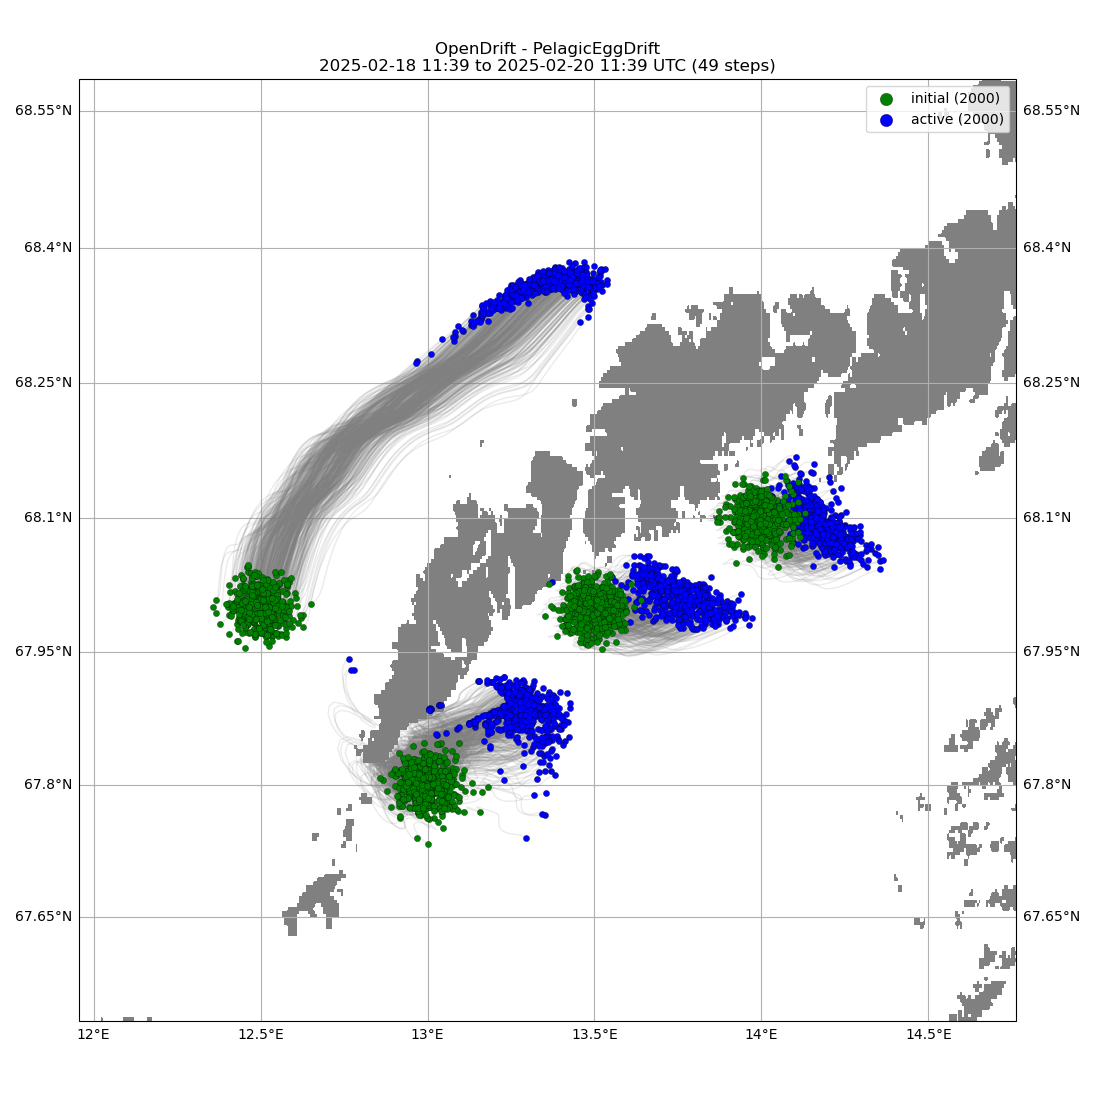 OpenDrift - PelagicEggDrift
2025-02-18 11:39 to 2025-02-20 11:39 UTC (49 steps)
initial (2000)
active (2000)
68.55°N
68.55°N
68.4°N
68.4°N
68.25°N
68.25°N
68.1°N
68.1°N
67.95°N
67.95°N
67.8°N
67.8°N
67.65°N
67.65°N
12°E
12.5°E
13°E
13.5°E
14°E
14.5°E